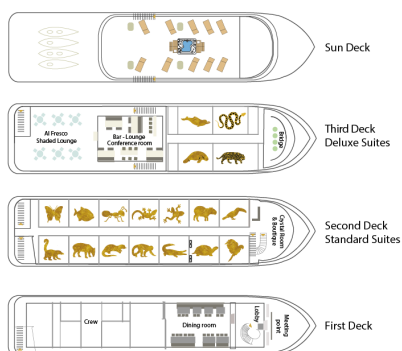 Sun Deck
Al Fresco
Shaded Lounge
Bar - Lounge
Conference room
Bridge
Third Deck
Deluxe Suites
Crystal Room
& Boutique
Second Deck
Standard Suites
Crew
Dining room
Lobby
Meeting
point
First Deck